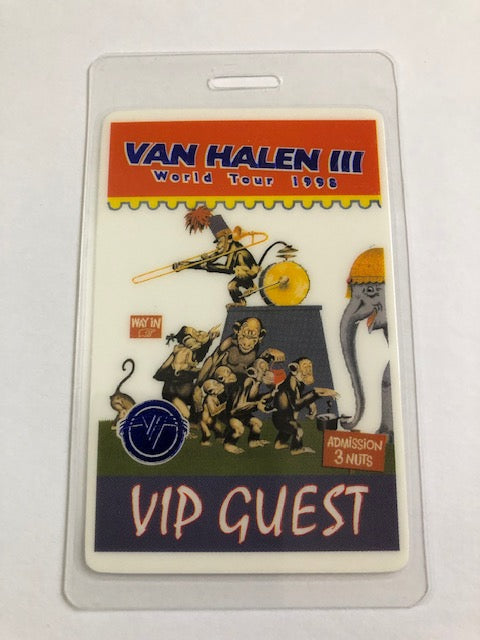 VAN HALEN III
World Tour 1998
WAY IN
ADMISSION
3 NUTS
VIP GUEST